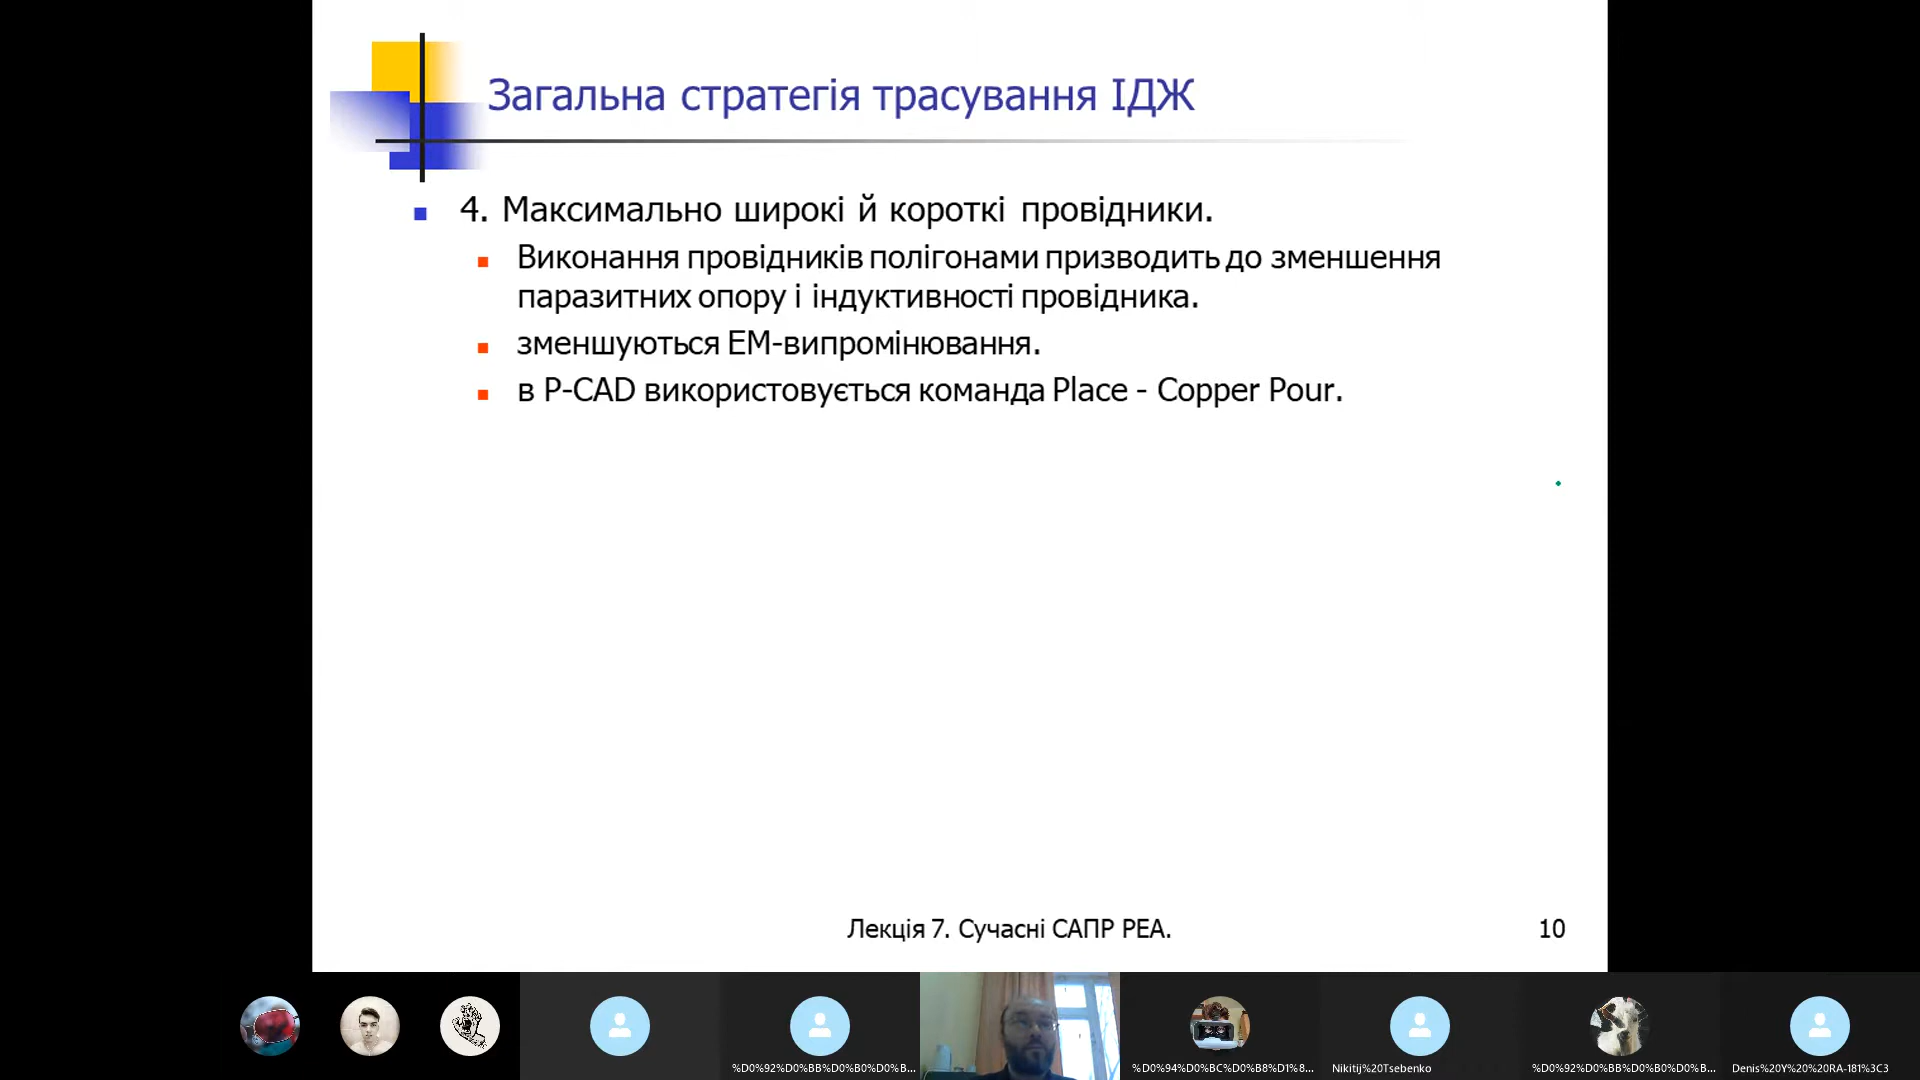 Загальна стратегія трасування ІДЖ
4. Максимально широкі й короткі провідники.
Виконання провідників полігонами призводить до зменшення
паразитних опору і індуктивності провідника.
зменшуються ЕМ-випромінювання.
в P-CAD використовується команда Place - Copper Pour.
Лекція 7. Сучасні САПР РЕА.
10
%D0%92%D0%BB%D0%B0%D0%B...
%D0%94%D0%BC%D0%B8%D1%8...
Nikitij%20Tsebenko
%D0%92%D0%BB%D0%B0%D0%B...
Denis%20Y%20%20RA-181%3C3